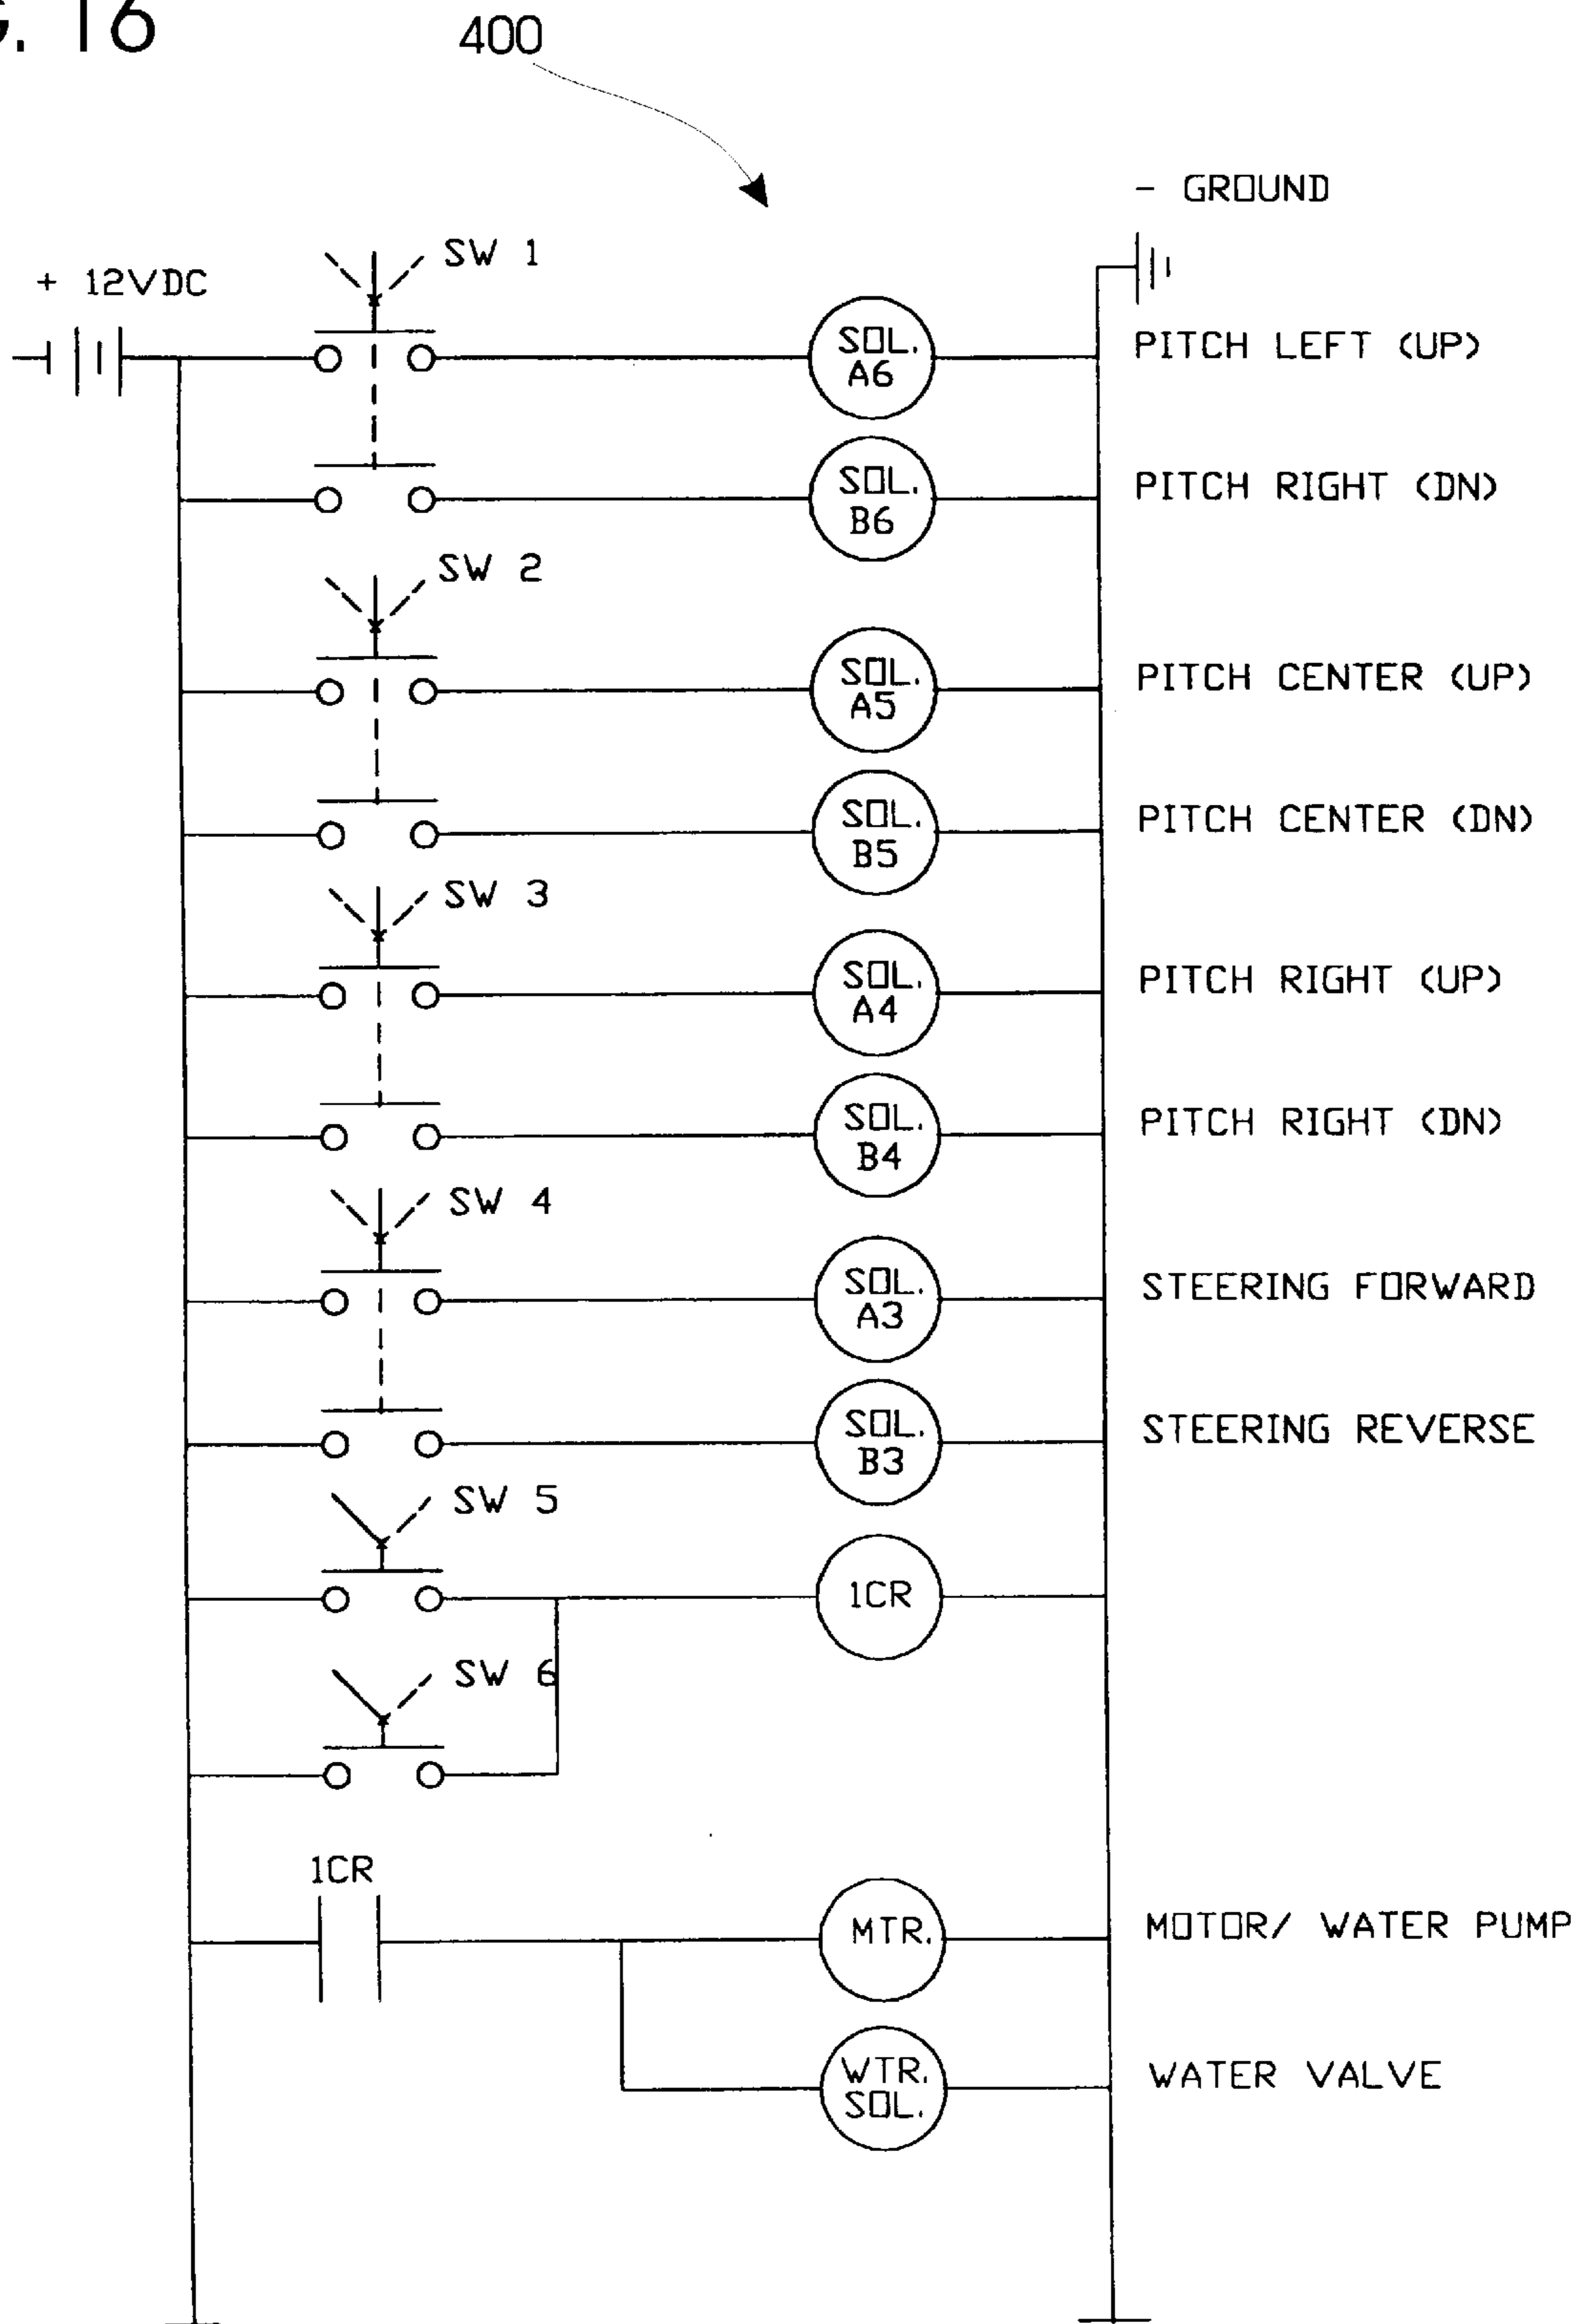 G. 16
400
- GROUND
+ 12VDC
SW 1
SOL. A6
PITCH LEFT (UP)
SOL. B6
PITCH RIGHT (DN)
SW 2
SOL. A5
PITCH CENTER (UP)
SOL. B5
PITCH CENTER (DN)
SW 3
SOL. A4
PITCH RIGHT (UP)
SOL. B4
PITCH RIGHT (DN)
SW 4
SOL. A3
STEERING FORWARD
SOL. B3
STEERING REVERSE
SW 5
1CR
SW 6
1CR
MTR.
MOTOR/ WATER PUMP
WTR. SOL.
WATER VALVE